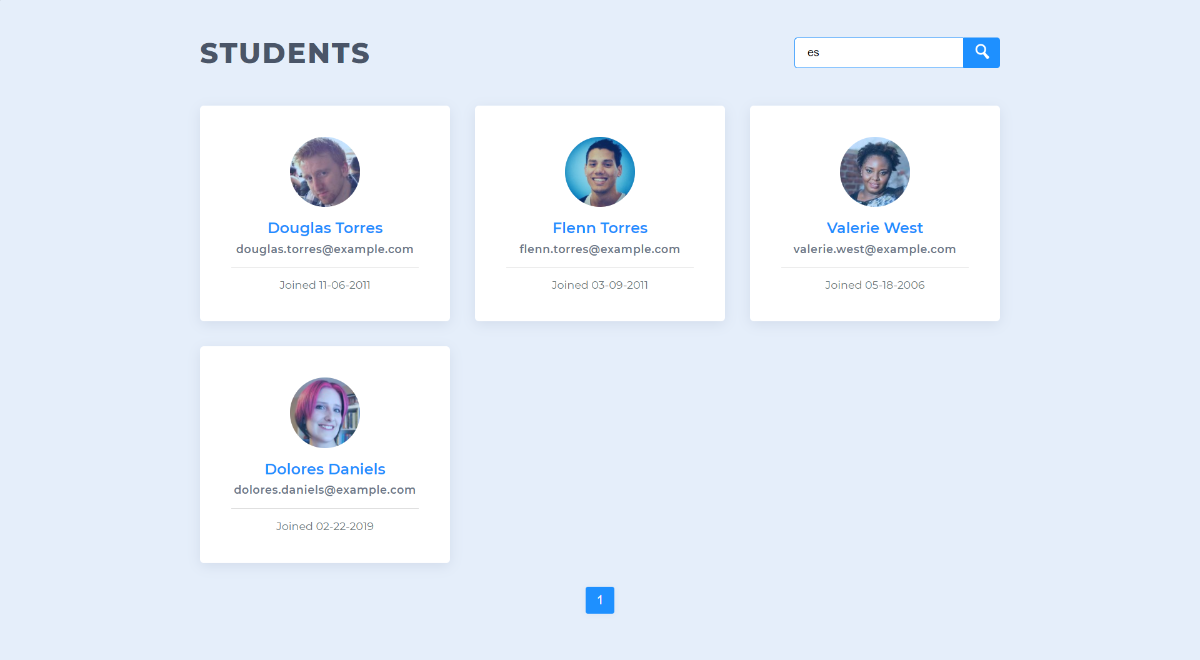 STUDENTS
es
Douglas Torres
douglas.torres@example.com
Joined 11-06-2011
Flenn Torres
flenn.torres@example.com
Joined 03-09-2011
Valerie West
valerie.west@example.com
Joined 05-18-2006
Dolores Daniels
dolores.daniels@example.com
Joined 02-22-2019
1